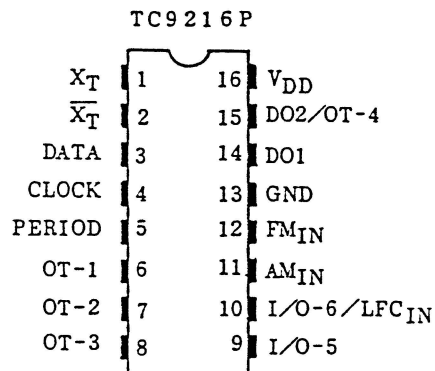 TC9216P
X_T 1 16 V_DD
X̅_T̅ 2 15 DO2/OT-4
DATA 3 14 DO1
CLOCK 4 13 GND
PERIOD 5 12 FM_IN
OT-1 6 11 AM_IN
OT-2 7 10 I/O-6/LFC_IN
OT-3 8 9 I/O-5